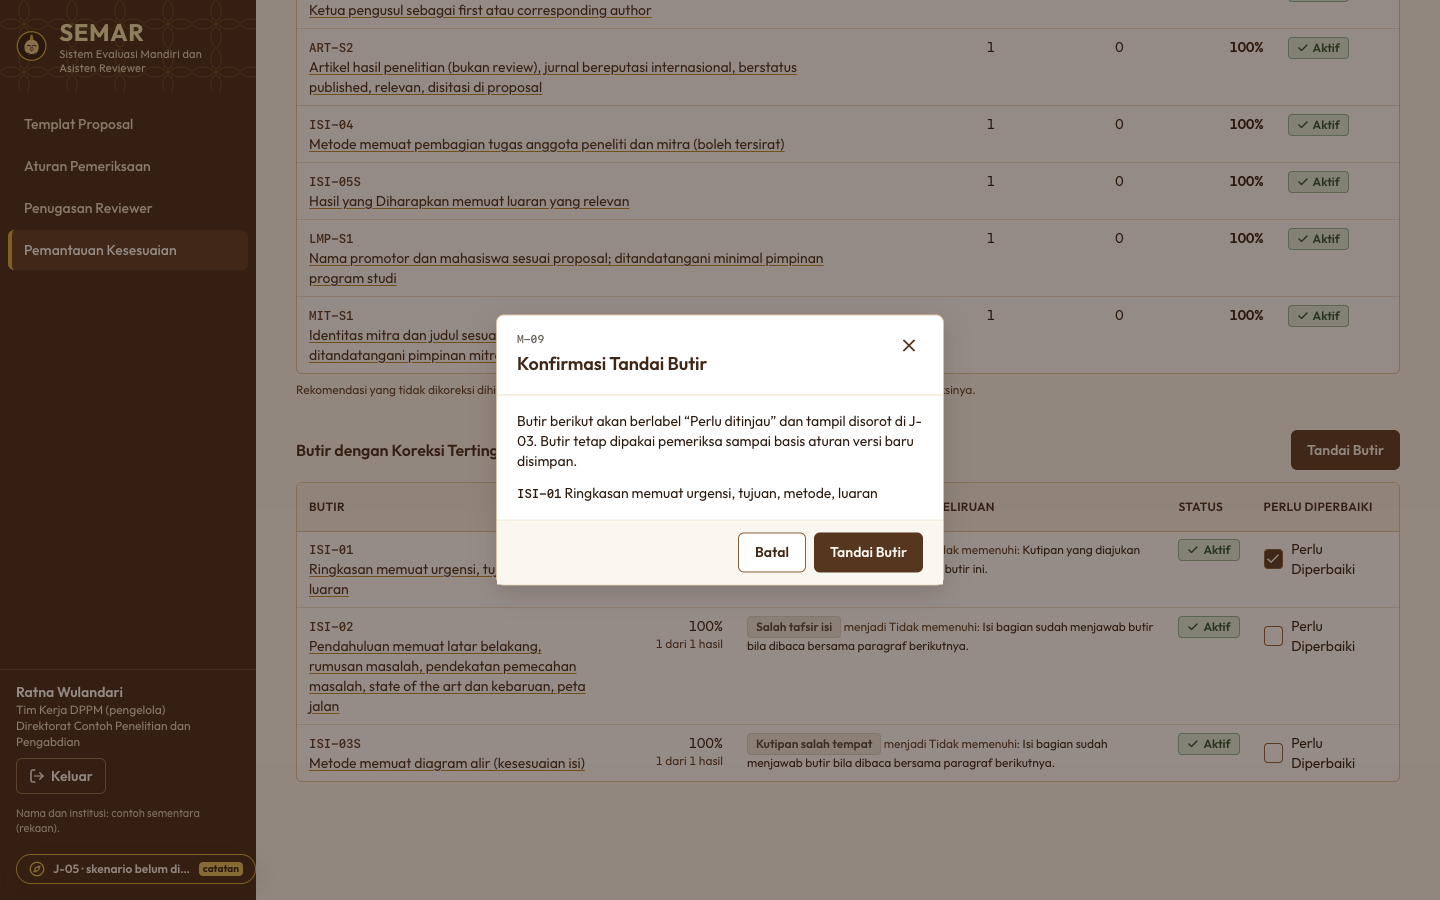 SEMAR
Sistem Evaluasi Mandiri dan
Asisten Reviewer
Templat Proposal
Aturan Pemeriksaan
Penugasan Reviewer
Pemantauan Kesesuaian
Ratna Wulandari
Tim Kerja DPPM (pengelola)
Direktorat Contoh Penelitian dan
Pengabdian
Keluar
Nama dan institusi: contoh sementara
(rekaan).
J-05 · skenario belum di... catatan
Ketua pengusul sebagai first atau corresponding author
ART-S2 1 0 100% Aktif
Artikel hasil penelitian (bukan review), jurnal bereputasi internasional, berstatus
published, relevan, disitasi di proposal
ISI-04 1 0 100% Aktif
Metode memuat pembagian tugas anggota peneliti dan mitra (boleh tersirat)
ISI-05S 1 0 100% Aktif
Hasil yang Diharapkan memuat luaran yang relevan
LMP-S1 1 0 100% Aktif
Nama promotor dan mahasiswa sesuai proposal; ditandatangani minimal pimpinan
program studi
MIT-S1 1 0 100% Aktif
Identitas mitra dan judul sesua
ditandatangani pimpinan mitr
Rekomendasi yang tidak dikoreksi dihi
sinya.
M-09
Konfirmasi Tandai Butir
Butir berikut akan berlabel “Perlu ditinjau” dan tampil disorot di J-
03. Butir tetap dipakai pemeriksa sampai basis aturan versi baru
disimpan.
ISI-01 Ringkasan memuat urgensi, tujuan, metode, luaran
Batal Tandai Butir
Butir dengan Koreksi Terting
Tandai Butir
BUTIR ELIRUAN STATUS PERLU DIPERBAIKI
ISI-01 dak memenuhi: Kutipan yang diajukan Aktif Perlu
Ringkasan memuat urgensi, tuj butir ini. Diperbaiki
luaran
ISI-02 100% Salah tafsir isi menjadi Tidak memenuhi: Isi bagian sudah menjawab butir Aktif Perlu
Pendahuluan memuat latar belakang, 1 dari 1 hasil bila dibaca bersama paragraf berikutnya. Diperbaiki
rumusan masalah, pendekatan pemecahan
masalah, state of the art dan kebaruan, peta
jalan
ISI-03S 100% Kutipan salah tempat menjadi Tidak memenuhi: Isi bagian sudah Aktif Perlu
Metode memuat diagram alir (kesesuaian isi) 1 dari 1 hasil menjawab butir bila dibaca bersama paragraf berikutnya. Diperbaiki